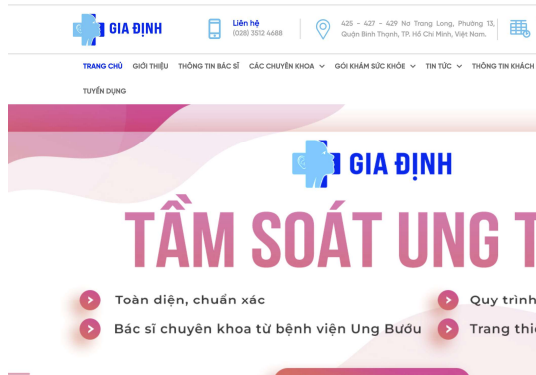 GIA ĐỊNH
Liên hệ
(028) 3512 4688
425 - 427 - 429 Nơ Trang Long, Phường 13,
Quận Bình Thạnh, TP. Hồ Chí Minh, Việt Nam.
TRANG CHỦ GIỚI THIỆU THÔNG TIN BÁC SĨ CÁC CHUYÊN KHOA GÓI KHÁM SỨC KHỎE TIN TỨC THÔNG TIN KHÁCH
TUYỂN DỤNG
GIA ĐỊNH
TẦM SOÁT UNG T
Toàn diện, chuẩn xác
Quy trình
Bác sĩ chuyên khoa từ bệnh viện Ung Bướu
Trang thiế